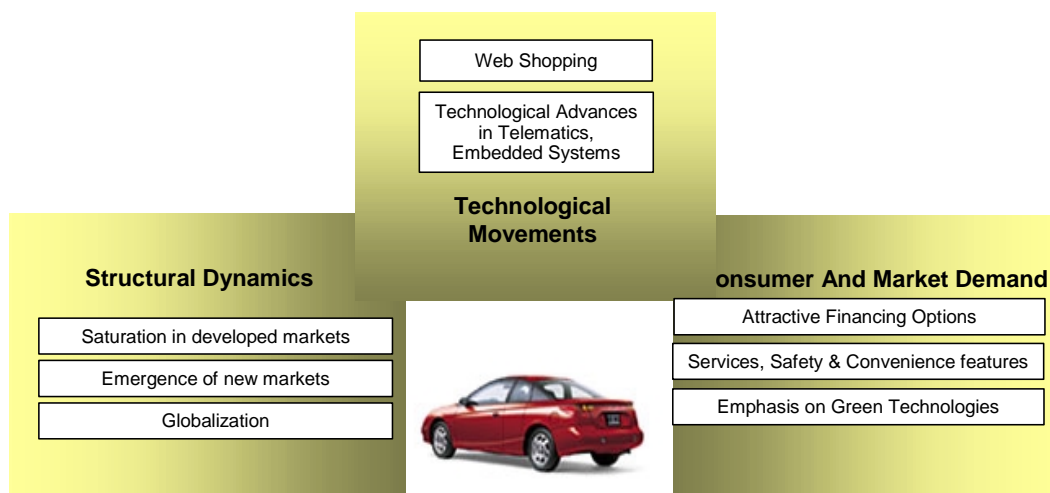 Web Shopping
Technological Advances
in Telematics,
Embedded Systems
Technological
Movements
Structural Dynamics
Saturation in developed markets
Emergence of new markets
Globalization
onsumer And Market Demand
Attractive Financing Options
Services, Safety & Convenience features
Emphasis on Green Technologies